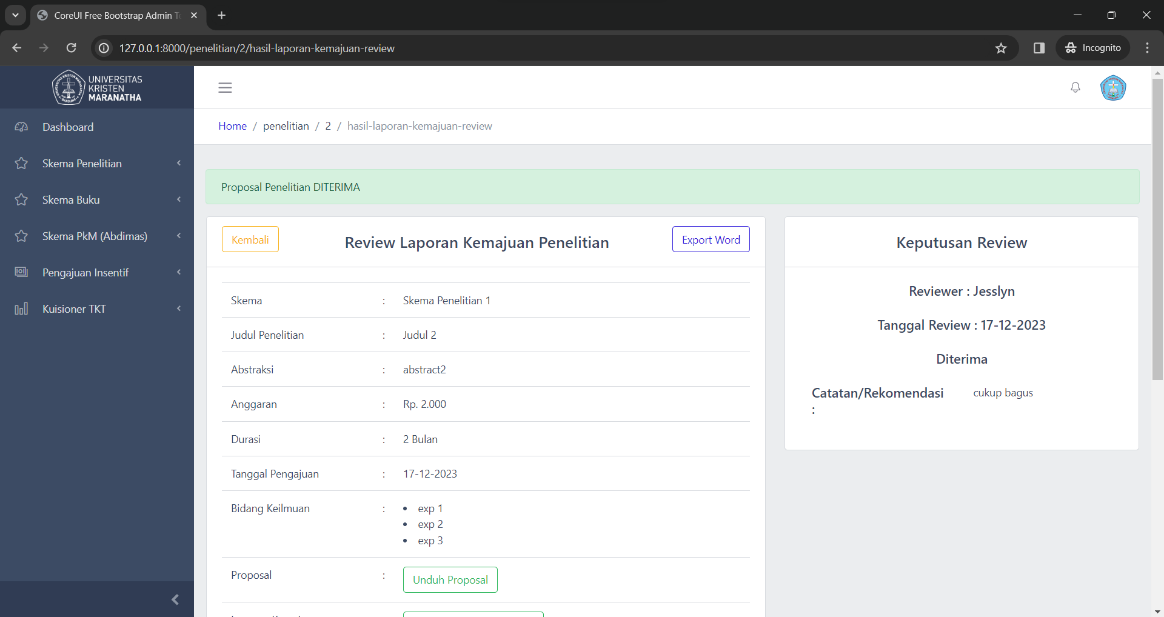 CoreUI Free Bootstrap Admin
127.0.0.1:8000/penelitian/2/hasil-laporan-kemajuan-review
Incognito
UNIVERSITAS
KRISTEN
MARANATHA
Dashboard
Skema Penelitian
Skema Buku
Skema PkM (Abdimas)
Pengajuan Insentif
Kuisioner TKT
Home / penelitian / 2 / hasil-laporan-kemajuan-review
Proposal Penelitian DITERIMA
Kembali
Review Laporan Kemajuan Penelitian
Export Word
Skema : Skema Penelitian 1
Judul Penelitian : Judul 2
Abstraksi : abstract2
Anggaran : Rp. 2.000
Durasi : 2 Bulan
Tanggal Pengajuan : 17-12-2023
Bidang Keilmuan : • exp 1
• exp 2
• exp 3
Proposal : Unduh Proposal
Keputusan Review
Reviewer : Jesslyn
Tanggal Review : 17-12-2023
Diterima
Catatan/Rekomendasi cukup bagus
: